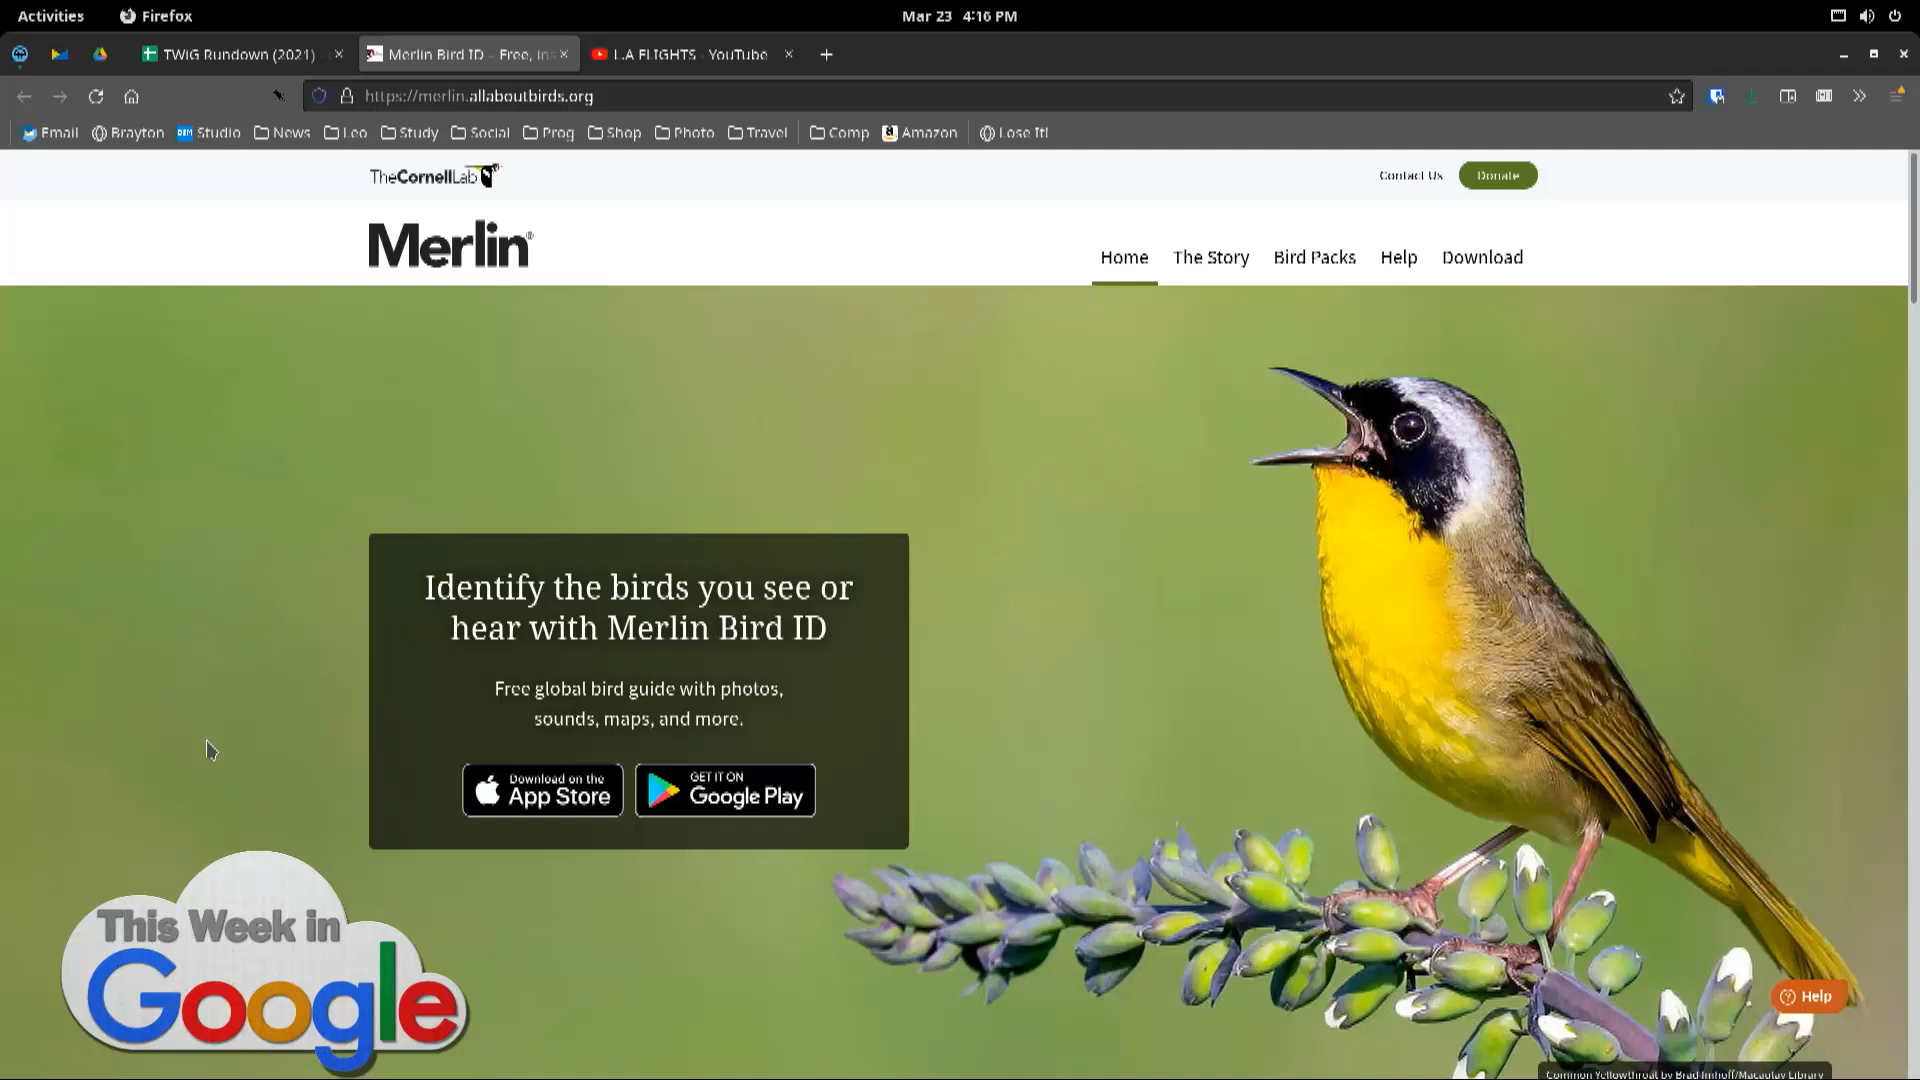 Activities
Firefox
Mar 23 4:16 PM
TWiG Rundown (2021)
Merlin Bird ID – Free, ins
L.A FLIGHTS - YouTube
https://merlin.allaboutbirds.org
Email
Brayton
Studio
News
Leo
Study
Social
Prog
Shop
Photo
Travel
Comp
Amazon
Lose It!
TheCornellLab
Contact Us
Donate
Merlin®
Home
The Story
Bird Packs
Help
Download
Identify the birds you see or
hear with Merlin Bird ID
Free global bird guide with photos,
sounds, maps, and more.
Download on the
App Store
GET IT ON
Google Play
This Week in
Google
Help
Common Yellowthroat by Brad Imhoff/Macaulay Library